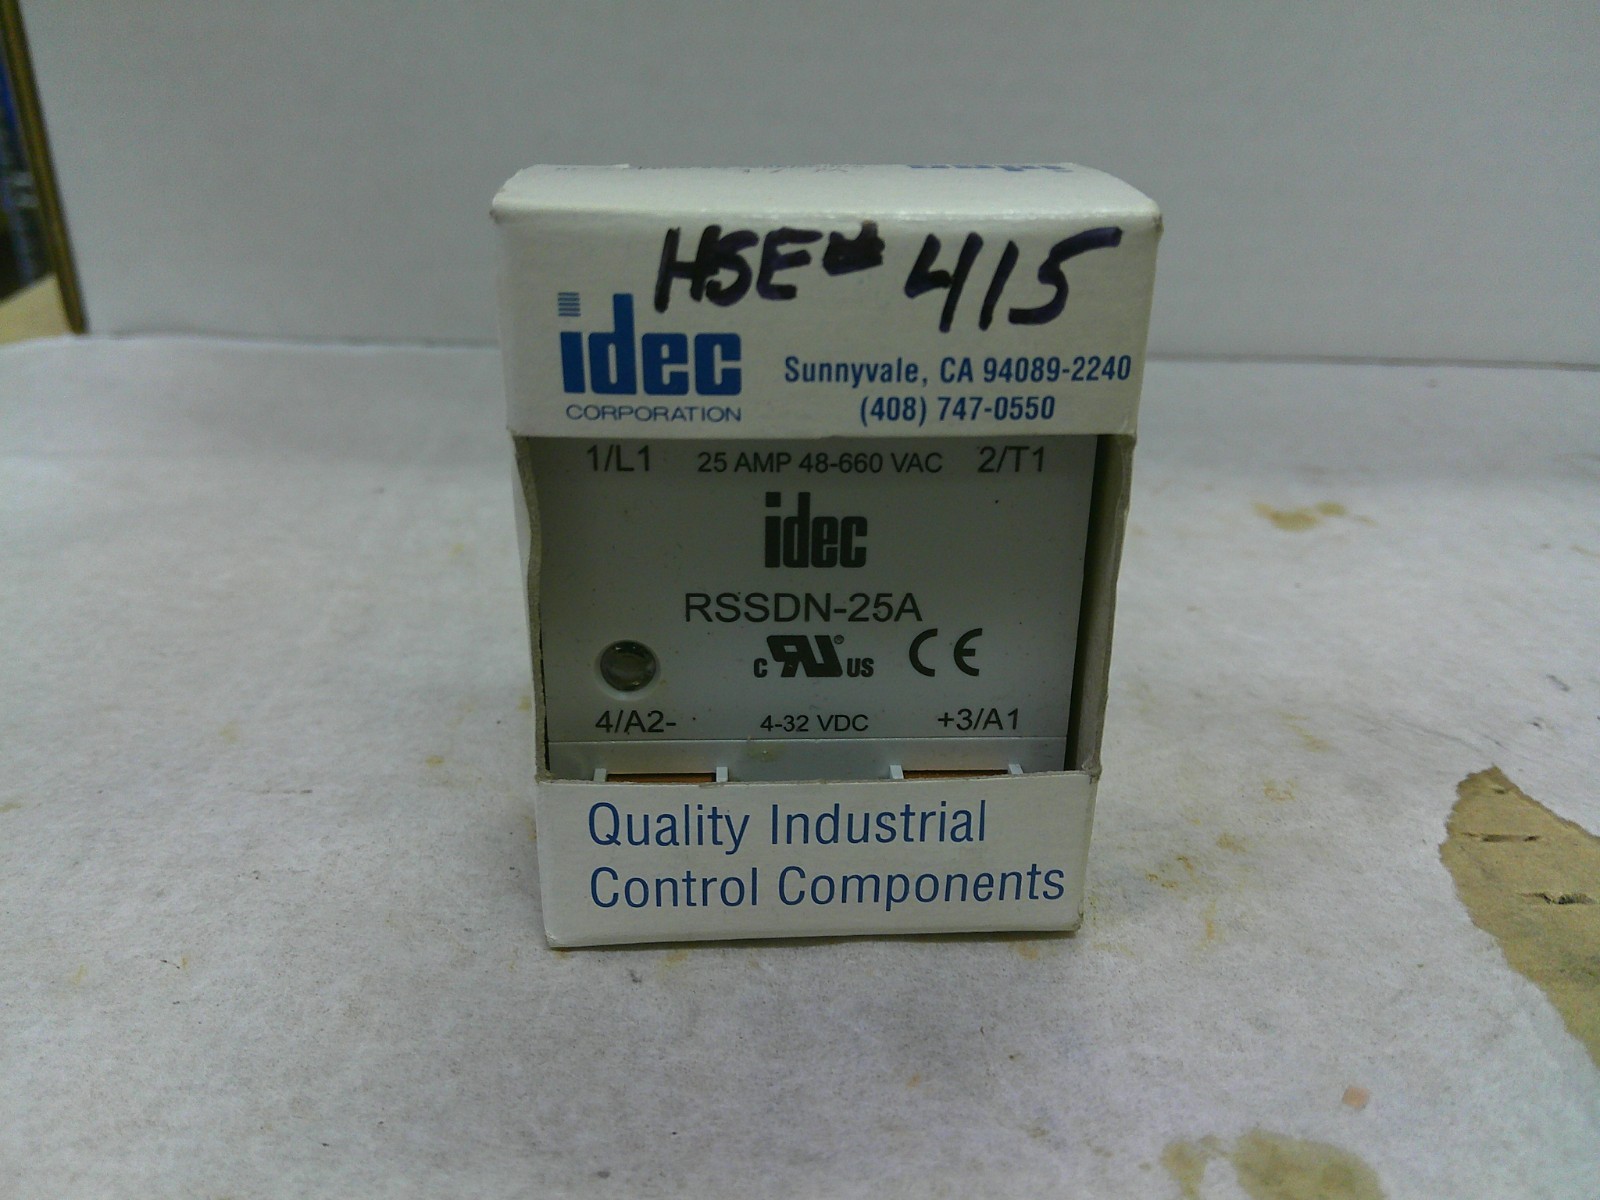 HSE# 415
idec
CORPORATION
Sunnyvale, CA 94089-2240
(408) 747-0550
1/L1 25 AMP 48-660 VAC 2/T1
idec
RSSDN-25A
c RU® US CE
4/A2- 4-32 VDC +3/A1
Quality Industrial
Control Components